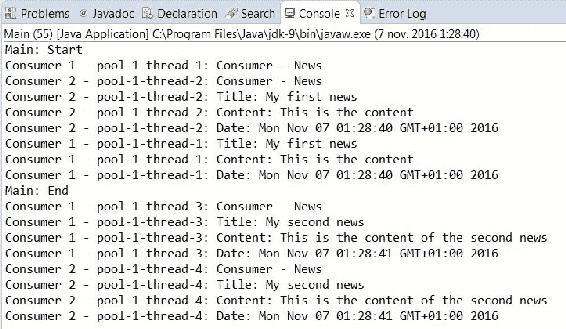 Problems @ Javadoc Declaration Search Console Error Log
Main (55) [Java Application] C:\Program Files\Java\jdk-9\bin\javaw.exe (7 nov. 2016 1:28:40)
Main: Start
Consumer 1 - pool-1-thread-1: Consumer - News
Consumer 2 - pool-1-thread-2: Consumer - News
Consumer 2 - pool-1-thread-2: Title: My first news
Consumer 2 - pool-1-thread-2: Content: This is the content
Consumer 2 - pool-1-thread-2: Date: Mon Nov 07 01:28:40 GMT+01:00 2016
Consumer 1 - pool-1-thread-1: Title: My first news
Consumer 1 - pool-1-thread-1: Content: This is the content
Consumer 1 - pool-1-thread-1: Date: Mon Nov 07 01:28:40 GMT+01:00 2016
Main: End
Consumer 1 - pool-1-thread-3: Consumer - News
Consumer 1 - pool-1-thread-3: Title: My second news
Consumer 1 - pool-1-thread-3: Content: This is the content of the second news
Consumer 1 - pool-1-thread-3: Date: Mon Nov 07 01:28:41 GMT+01:00 2016
Consumer 2 - pool-1-thread-4: Consumer - News
Consumer 2 - pool-1-thread-4: Title: My second news
Consumer 2 - pool-1-thread-4: Content: This is the content of the second news
Consumer 2 - pool-1-thread-4: Date: Mon Nov 07 01:28:41 GMT+01:00 2016